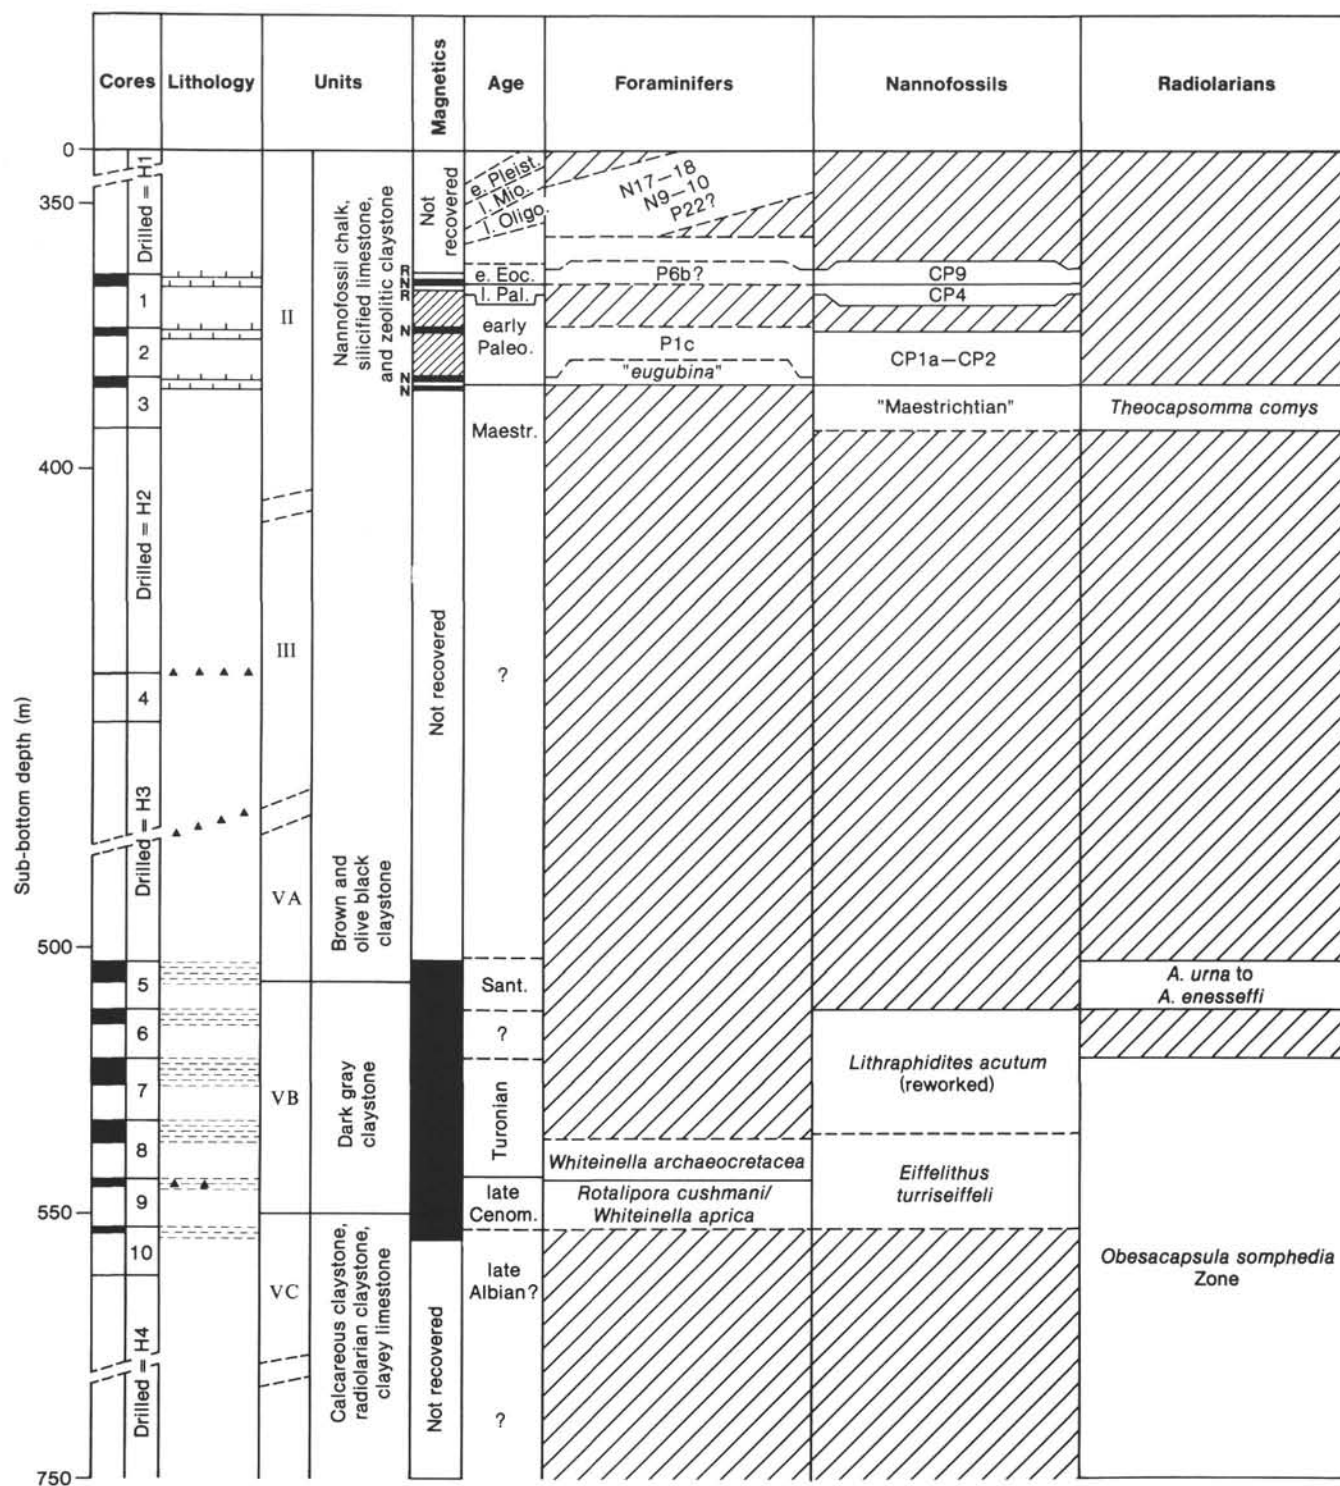 Cores
Lithology
Units
Magnetics
Age
Foraminifers
Nannofossils
Radiolarians
Sub-bottom depth (m)
0
350
400
500
550
750
Drilled = H1
1
2
3
Drilled = H2
4
Drilled = H3
5
6
7
8
9
10
Drilled = H4
II
III
VA
VB
VC
Nannofossil chalk,
silicified limestone,
and zeolitic claystone
Brown and
olive black
claystone
Dark gray
claystone
Calcareous claystone,
radiolarian claystone,
clayey limestone
Not
recovered
R
N
R
N
N
N
Not recovered
Not recovered
e. Pleist.
l. Mio.
l. Oligo.
e. Eoc.
l. Pal.
early
Paleo.
Maestr.
?
Sant.
?
Turonian
late
Cenom.
late
Albian?
?
N17–18
N9–10
P22?
P6b?
P1c
"eugubina"
Whiteinella archaeocretacea
Rotalipora cushmani/
Whiteinella aprica
CP9
CP4
CP1a–CP2
"Maestrichtian"
Lithraphidites acutum
(reworked)
Eiffelithus
turriseiffeli
Theocapsomma comys
A. urna to
A. enesseffi
Obesacapsula somphedia
Zone